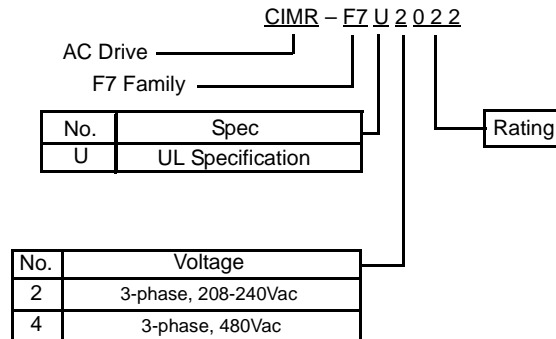 CIMR – F7 U 2 0 2 2
AC Drive
F7 Family
No. Spec
U UL Specification
Rating
No. Voltage
2 3-phase, 208-240Vac
4 3-phase, 480Vac